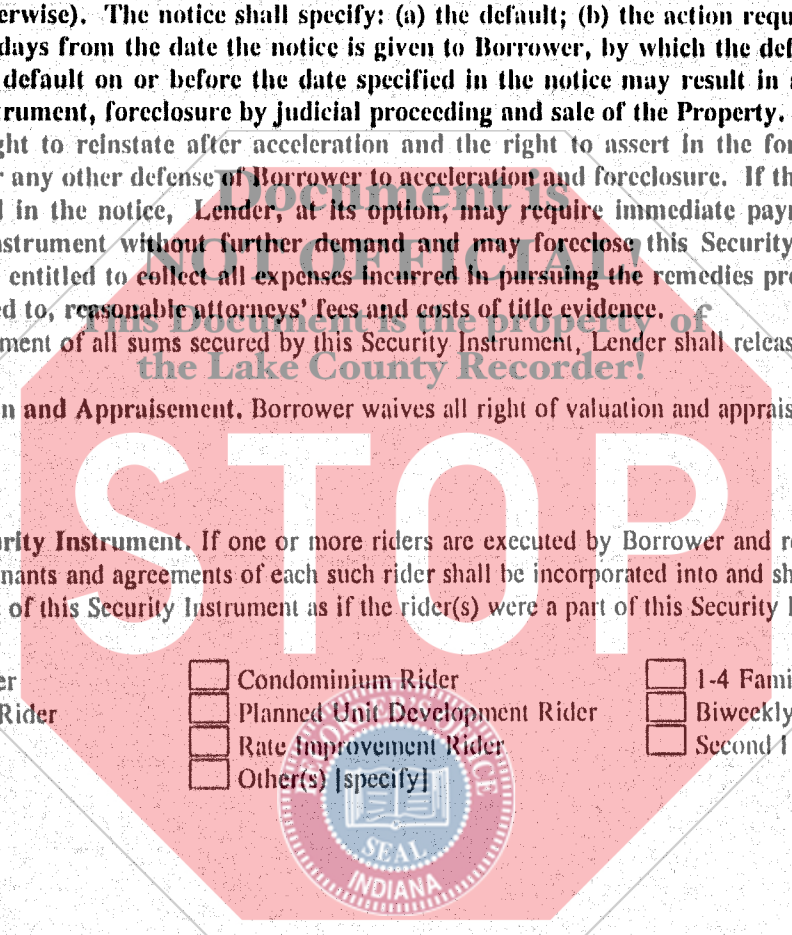 erwise). The notice shall specify: (a) the default; (b) the action requ
days from the date the notice is given to Borrower, by which the def
default on or before the date specified in the notice may result in a
trument, foreclosure by judicial proceeding and sale of the Property.
ght to reinstate after acceleration and the right to assert in the for
r any other defense of Borrower to acceleration and foreclosure. If th
Document is
d in the notice, Lender, at its option, may require immediate payn
nstrument without further demand and may foreclose this Security
NOT OFFICIAL!
entitled to collect all expenses incurred in pursuing the remedies pro
ed to, reasonable attorneys' fees and costs of title evidence.
This Document is the property of
ment of all sums secured by this Security Instrument, Lender shall releas
the Lake County Recorder!
n and Appraisement. Borrower waives all right of valuation and apprais
STOP
urity Instrument. If one or more riders are executed by Borrower and re
nants and agreements of each such rider shall be incorporated into and sh
of this Security Instrument as if the rider(s) were a part of this Security I
er Condominium Rider 1-4 Fami
Rider Planned Unit Development Rider Biweekly
Rate Improvement Rider Second I
Other(s) [specify]
RECORDER'S OFFICE
SEAL
INDIANA